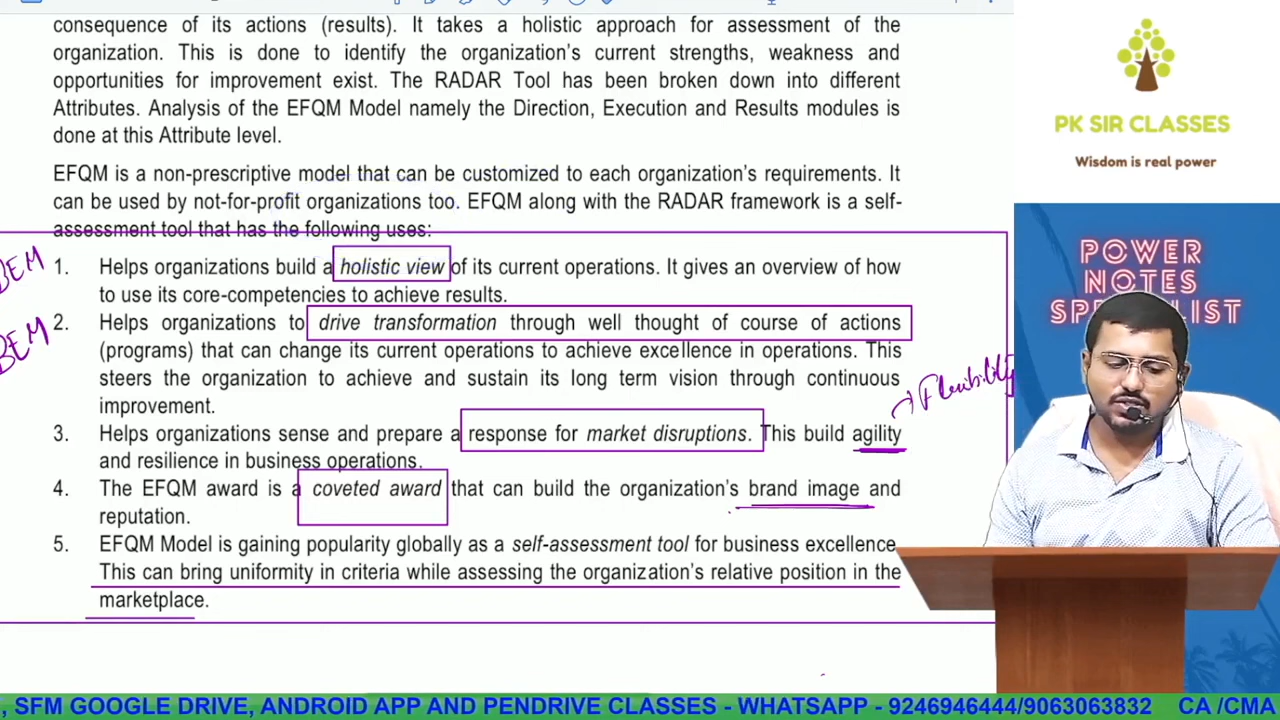 consequence of its actions (results). It takes a holistic approach for assessment of the
organization. This is done to identify the organization's current strengths, weakness and
opportunities for improvement exist. The RADAR Tool has been broken down into different
Attributes. Analysis of the EFQM Model namely the Direction, Execution and Results modules is
done at this Attribute level.
EFQM is a non-prescriptive model that can be customized to each organization's requirements. It
can be used by not-for-profit organizations too. EFQM along with the RADAR framework is a self-
assessment tool that has the following uses:
BEM
1. Helps organizations build a holistic view of its current operations. It gives an overview of how
to use its core-competencies to achieve results.
BEM
2. Helps organizations to drive transformation through well thought of course of actions
(programs) that can change its current operations to achieve excellence in operations. This
steers the organization to achieve and sustain its long term vision through continuous
improvement.
→ Flexibility
3. Helps organizations sense and prepare a response for market disruptions. This build agility
and resilience in business operations.
4. The EFQM award is a coveted award that can build the organization's brand image and
reputation.
5. EFQM Model is gaining popularity globally as a self-assessment tool for business excellence.
This can bring uniformity in criteria while assessing the organization's relative position in the
marketplace.
PK SIR CLASSES
Wisdom is real power
POWER
NOTES
SPECIALIST
, SFM GOOGLE DRIVE, ANDROID APP AND PENDRIVE CLASSES - WHATSAPP - 9246946444/9063063832 CA /CMA